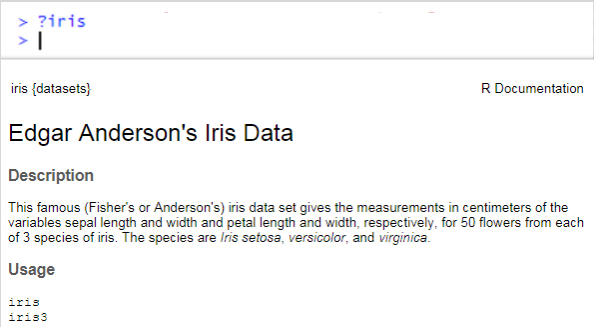 > ?iris
>
iris {datasets} R Documentation
Edgar Anderson's Iris Data
Description
This famous (Fisher's or Anderson's) iris data set gives the measurements in centimeters of the
variables sepal length and width and petal length and width, respectively, for 50 flowers from each
of 3 species of iris. The species are Iris setosa, versicolor, and virginica.
Usage
iris
iris3